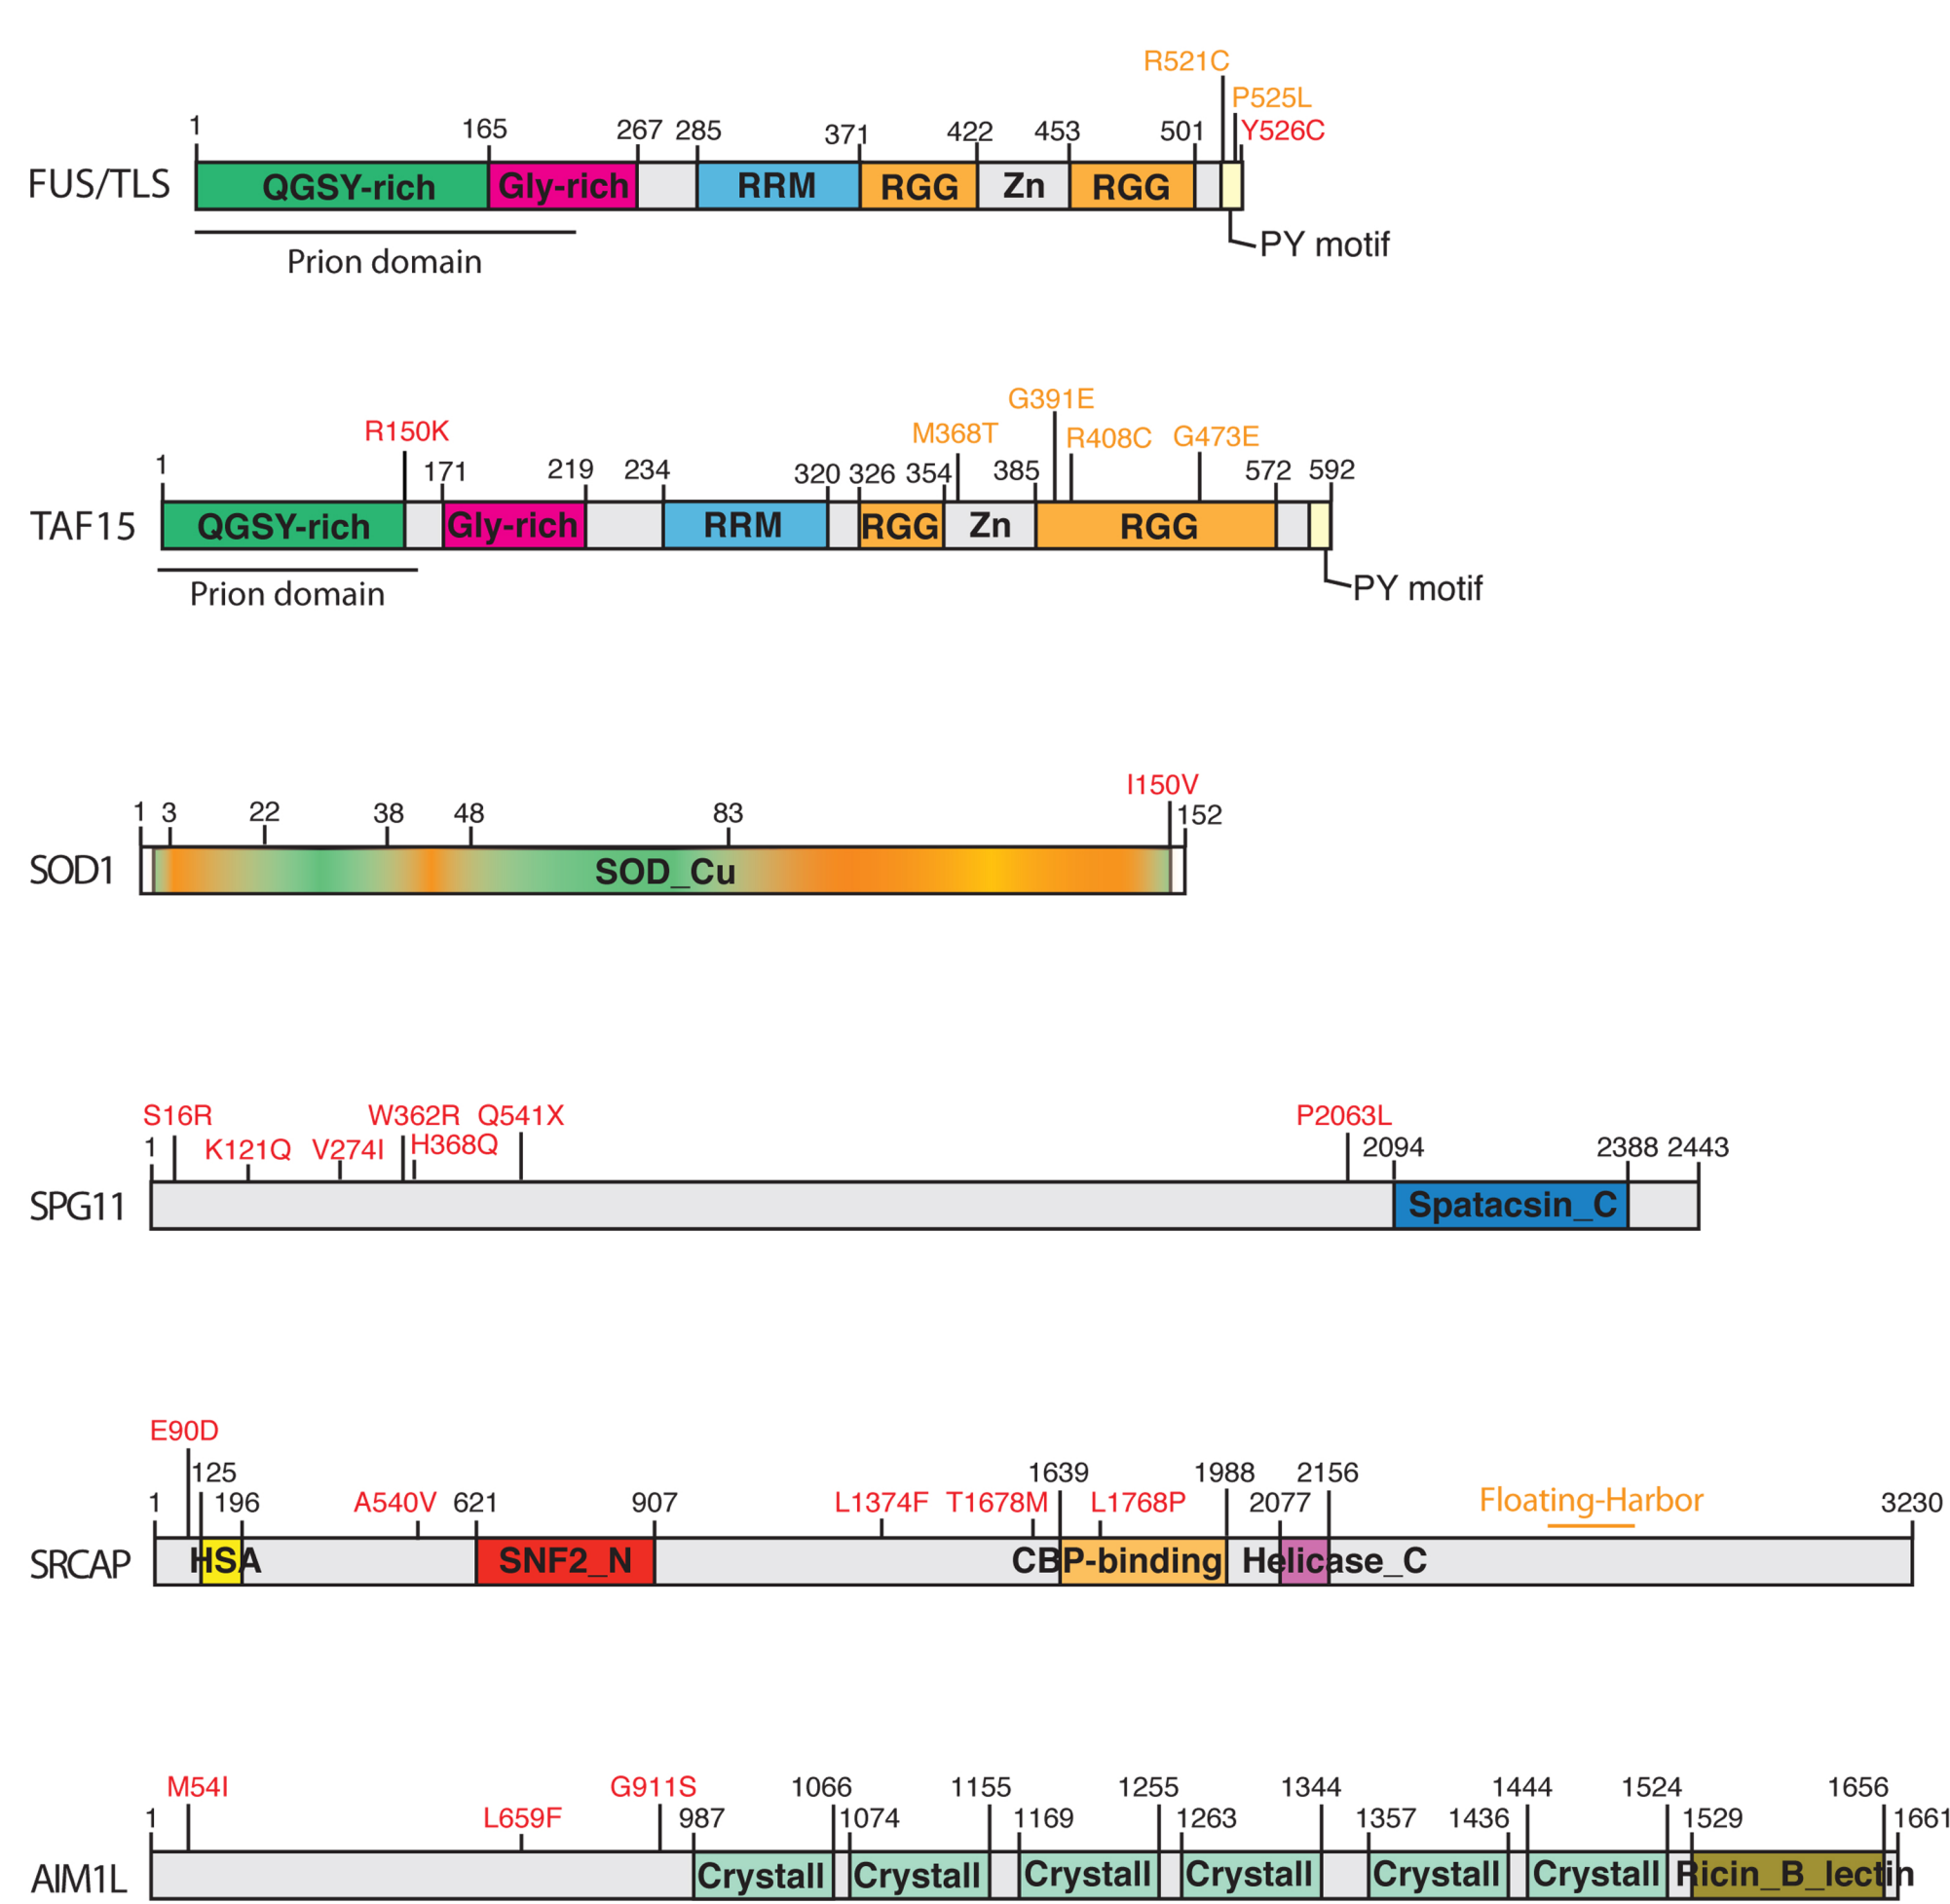 R521C
P525L
1 165 267 285 371 422 453 501 Y526C
FUS/TLS QGSY-rich Gly-rich RRM RGG Zn RGG
PY motif
Prion domain
G391E
R150K M368T R408C G473E
1 171 219 234 320 326 354 385 572 592
TAF15 QGSY-rich Gly-rich RRM RGG Zn RGG
PY motif
Prion domain
I150V
1 3 22 38 48 83 152
SOD1 SOD_Cu
S16R W362R Q541X P2063L
1 K121Q V274I H368Q 2094 2388 2443
SPG11 Spatacsin_C
E90D
125 1639 1988 2156
1 196 A540V 621 907 L1374F T1678M L1768P 2077 Floating-Harbor 3230
SRCAP HSA SNF2_N CBP-binding Helicase_C
M54I G911S 1066 1155 1255 1344 1444 1524 1656
1 L659F 987 1074 1169 1263 1357 1436 1529 1661
AIM1L Crystall Crystall Crystall Crystall Crystall Crystall Ricin_B_lectin